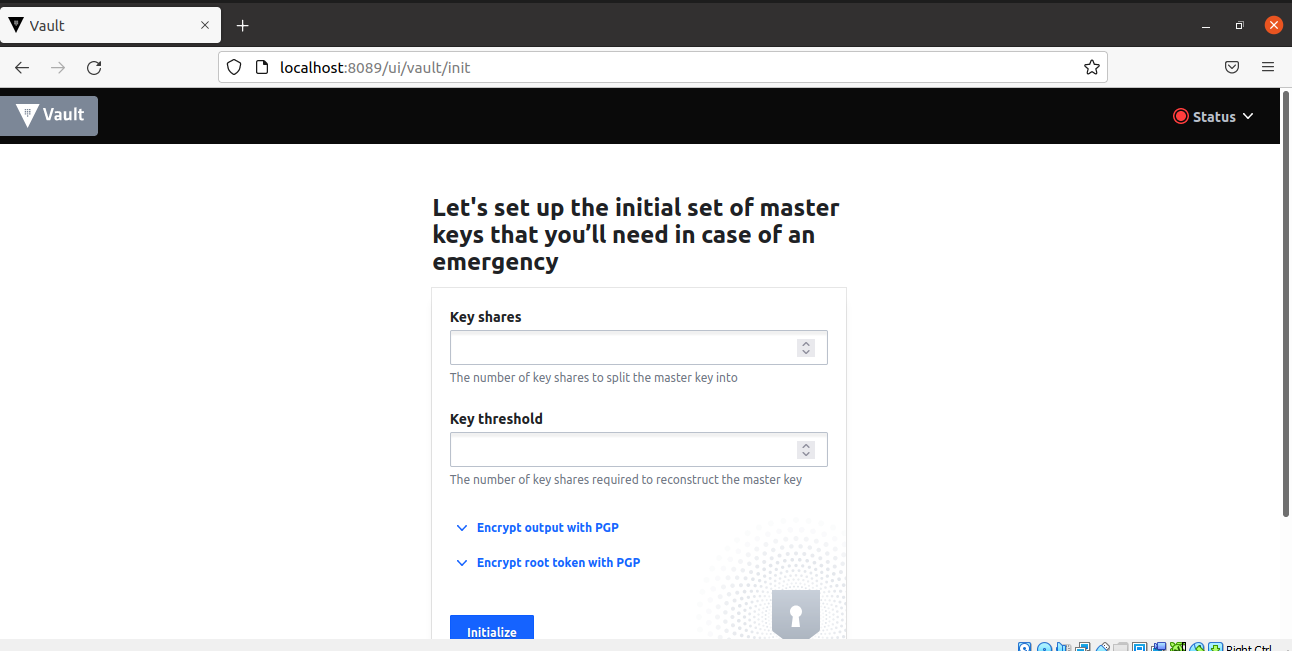 Vault
localhost:8089/ui/vault/init
Vault
Status
Let's set up the initial set of master
keys that you’ll need in case of an
emergency
Key shares
The number of key shares to split the master key into
Key threshold
The number of key shares required to reconstruct the master key
Encrypt output with PGP
Encrypt root token with PGP
Initialize
Right Ctrl